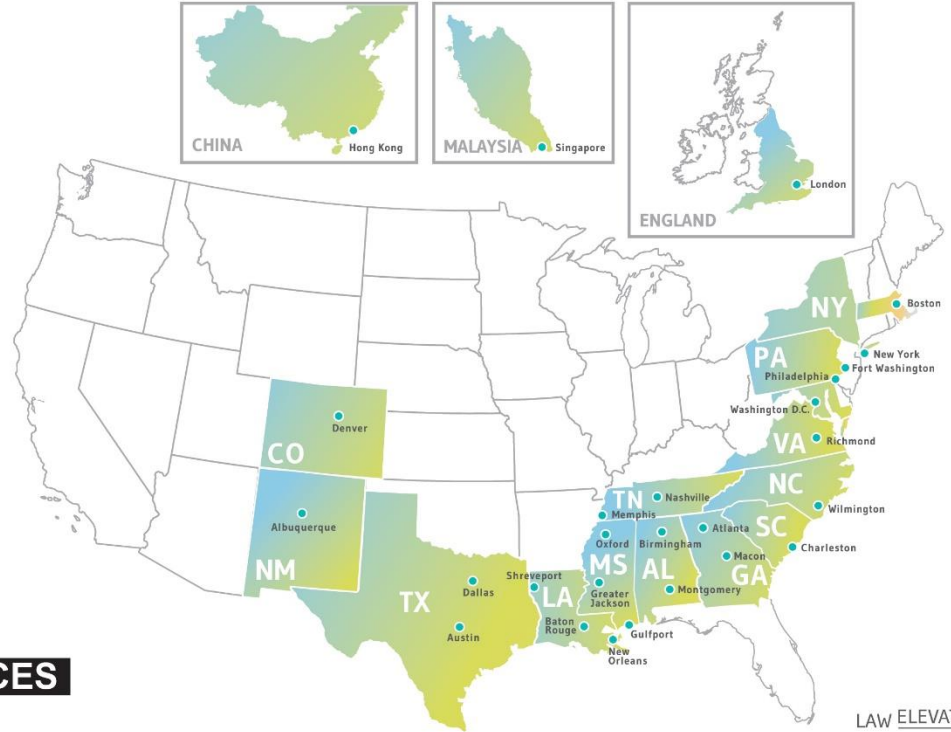 CHINA
Hong Kong
MALAYSIA
Singapore
ENGLAND
London
NY
Boston
New York
PA
Fort Washington
Philadelphia
Washington D.C.
VA
Richmond
CO
Denver
NM
Albuquerque
TX
Dallas
Austin
TN
Nashville
Memphis
NC
Wilmington
SC
Charleston
Oxford
Birmingham
Atlanta
Macon
MS
AL
GA
Greater
Jackson
Montgomery
Shreveport
LA
Baton
Rouge
Gulfport
New
Orleans
CES
LAW ELEVAT